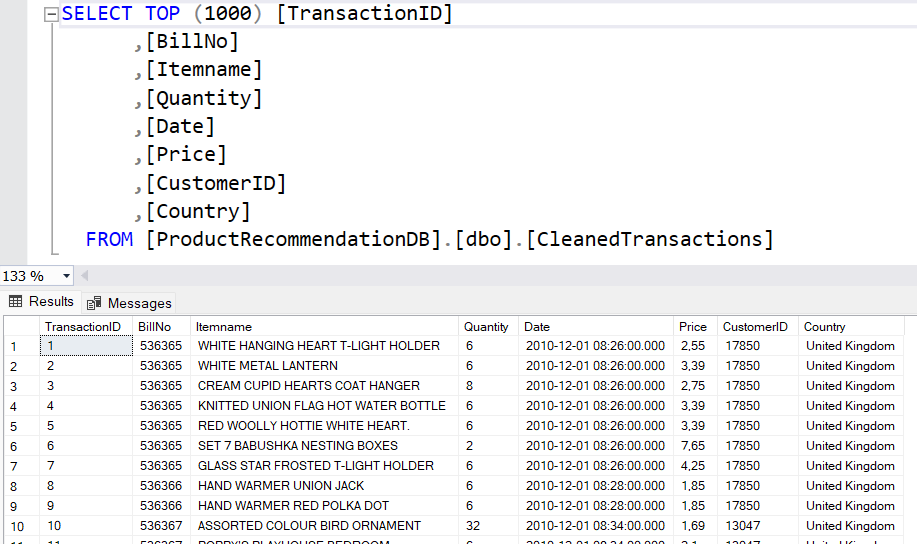 SELECT TOP (1000) [TransactionID]
,[BillNo]
,[Itemname]
,[Quantity]
,[Date]
,[Price]
,[CustomerID]
,[Country]
FROM [ProductRecommendationDB].[dbo].[CleanedTransactions]
133 %
Results Messages
TransactionID BillNo Itemname Quantity Date Price CustomerID Country
1 1 536365 WHITE HANGING HEART T-LIGHT HOLDER 6 2010-12-01 08:26:00.000 2,55 17850 United Kingdom
2 2 536365 WHITE METAL LANTERN 6 2010-12-01 08:26:00.000 3,39 17850 United Kingdom
3 3 536365 CREAM CUPID HEARTS COAT HANGER 8 2010-12-01 08:26:00.000 2,75 17850 United Kingdom
4 4 536365 KNITTED UNION FLAG HOT WATER BOTTLE 6 2010-12-01 08:26:00.000 3,39 17850 United Kingdom
5 5 536365 RED WOOLLY HOTTIE WHITE HEART. 6 2010-12-01 08:26:00.000 3,39 17850 United Kingdom
6 6 536365 SET 7 BABUSHKA NESTING BOXES 2 2010-12-01 08:26:00.000 7,65 17850 United Kingdom
7 7 536365 GLASS STAR FROSTED T-LIGHT HOLDER 6 2010-12-01 08:26:00.000 4,25 17850 United Kingdom
8 8 536366 HAND WARMER UNION JACK 6 2010-12-01 08:28:00.000 1,85 17850 United Kingdom
9 9 536366 HAND WARMER RED POLKA DOT 6 2010-12-01 08:28:00.000 1,85 17850 United Kingdom
10 10 536367 ASSORTED COLOUR BIRD ORNAMENT 32 2010-12-01 08:34:00.000 1,69 13047 United Kingdom